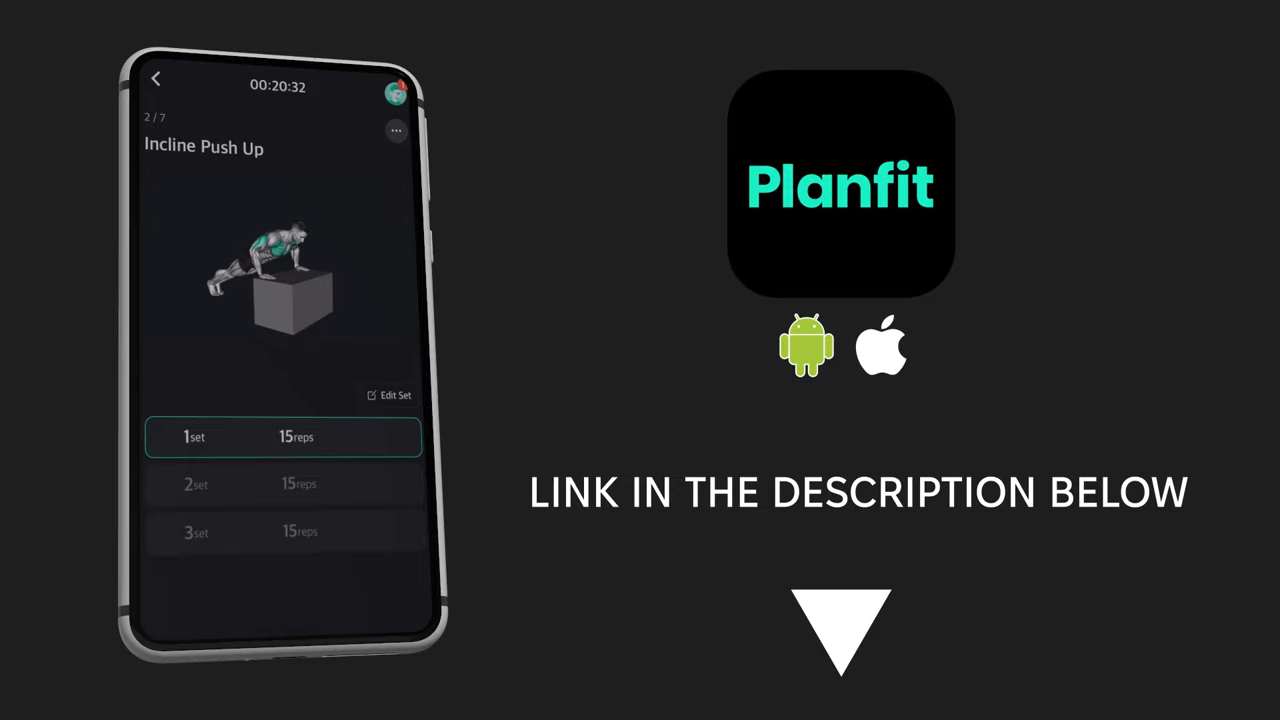 00:20:32
1
2 / 7
Incline Push Up
Edit Set
1set 15reps
2set 15reps
3set 15reps
Planfit
LINK IN THE DESCRIPTION BELOW